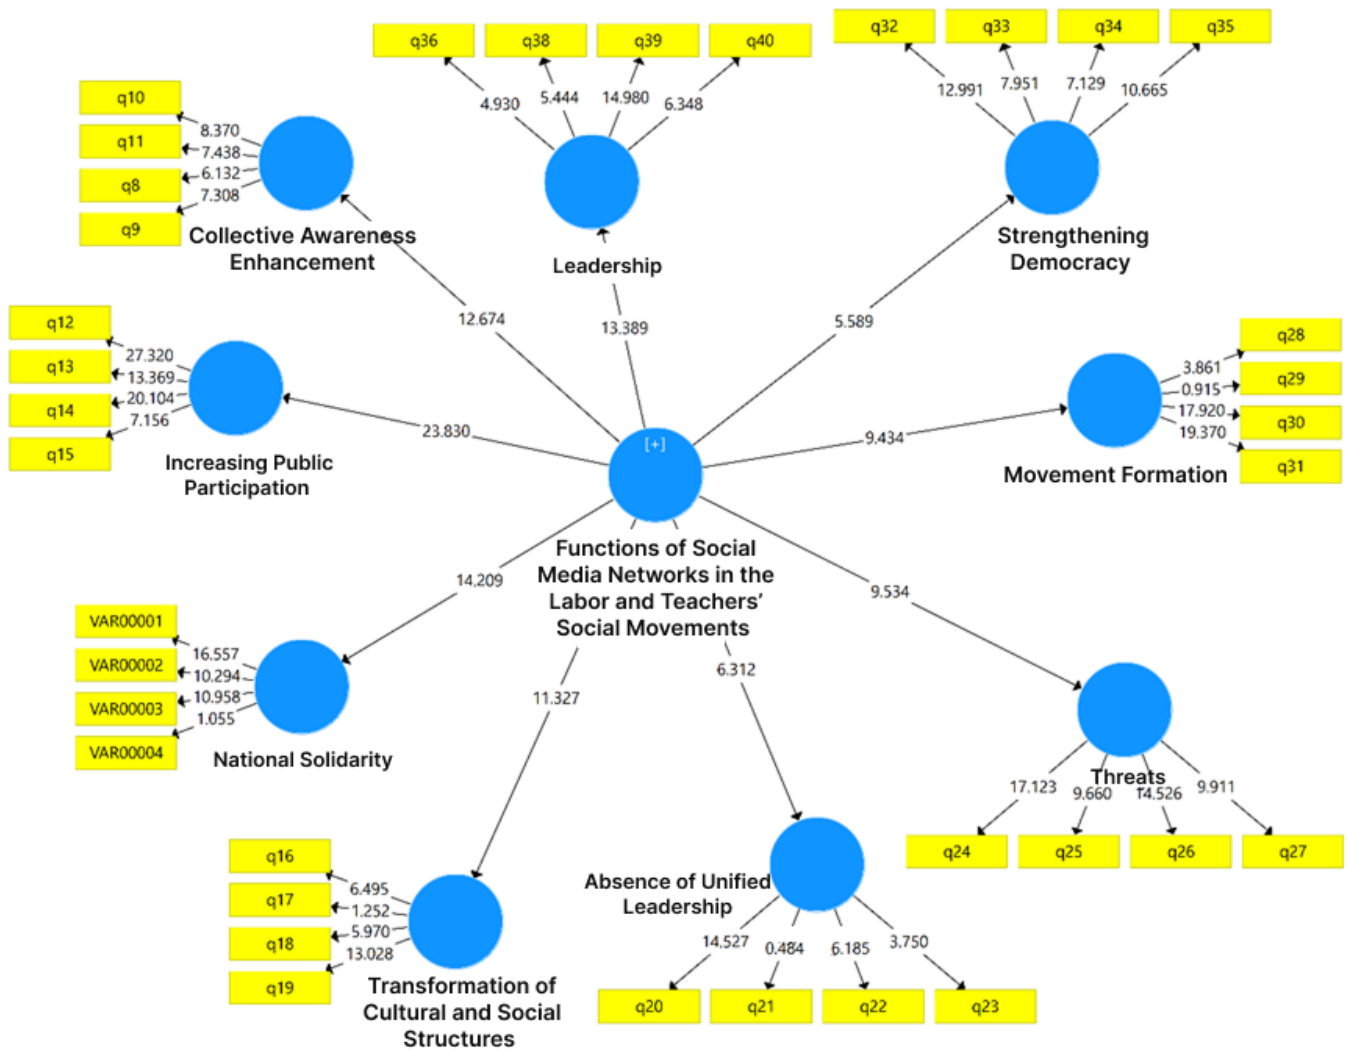 q36
q38
q39
q40
4.930
5.444
14.980
6.348
Leadership
q32
q33
q34
q35
12.991
7.951
7.129
10.665
Strengthening
Democracy
q10
q11
q8
q9
8.370
7.438
6.132
7.308
Collective Awareness
Enhancement
12.674
13.389
5.589
q12
q13
q14
q15
27.320
13.369
20.104
7.156
Increasing Public
Participation
23.830
[+]
9.434
q28
q29
q30
q31
3.861
0.915
17.920
19.370
Movement Formation
Functions of Social
Media Networks in the
Labor and Teachers’
Social Movements
14.209
9.534
VAR00001
VAR00002
VAR00003
VAR00004
16.557
10.294
10.958
1.055
National Solidarity
11.327
6.312
Threats
17.123
9.660
14.526
9.911
q24
q25
q26
q27
q16
q17
q18
q19
6.495
1.252
5.970
13.028
Transformation of
Cultural and Social
Structures
Absence of Unified
Leadership
14.527
0.484
6.185
3.750
q20
q21
q22
q23